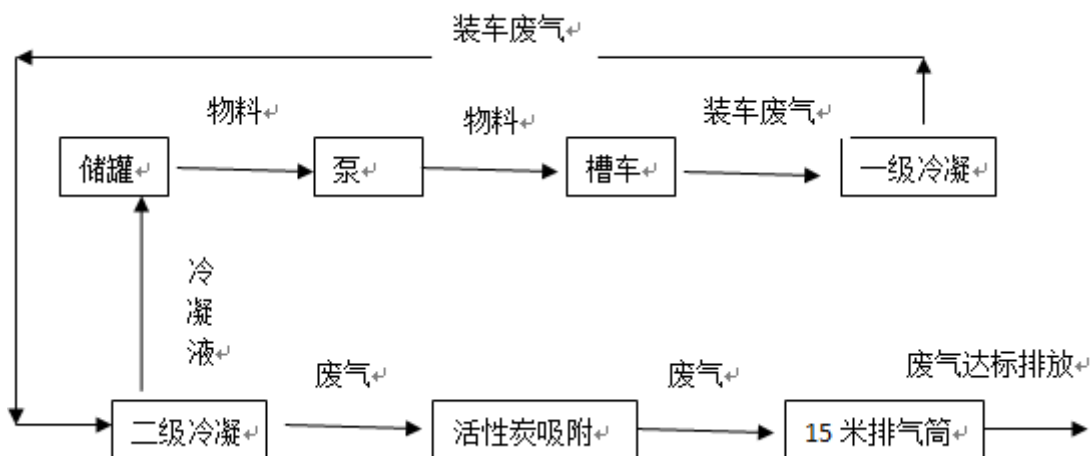 装车废气
物料
物料
装车废气
储罐
泵
槽车
一级冷凝
冷
凝
液
废气
废气
废气达标排放
二级冷凝
活性炭吸附
15米排气筒